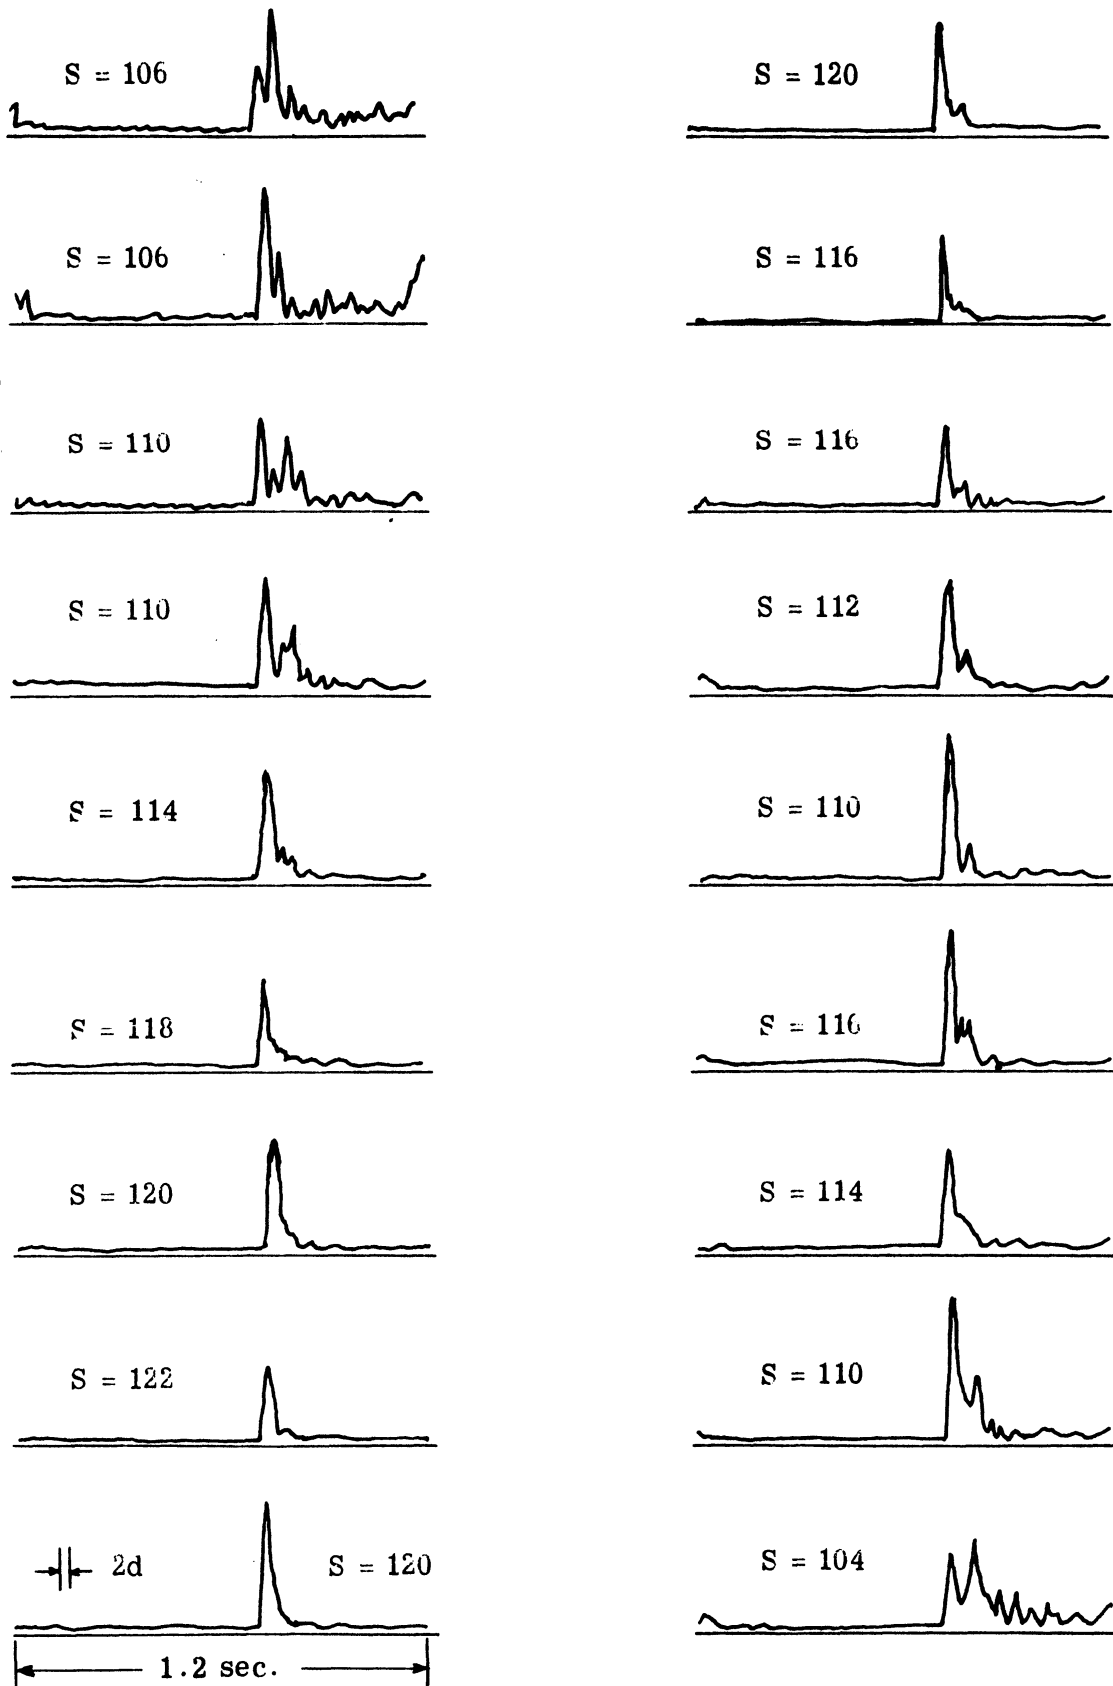 S = 106
S = 106
S = 110
S = 110
S = 114
S = 118
S = 120
S = 122
2d S = 120
1.2 sec.
S = 120
S = 116
S = 116
S = 112
S = 110
S = 116
S = 114
S = 110
S = 104